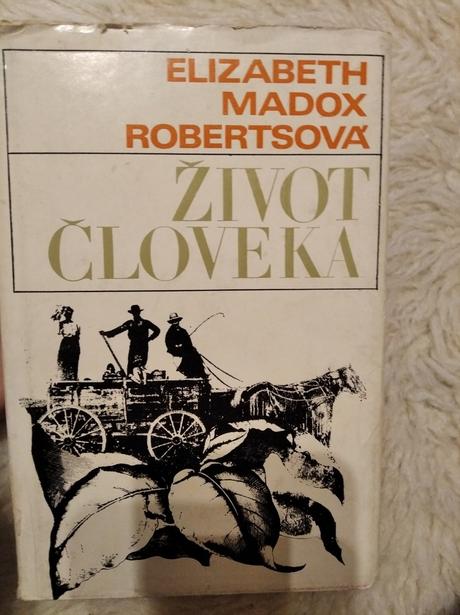 ELIZABETH
MADOX
ROBERTSOVÁ
ŽIVOT
ČLOVEKA